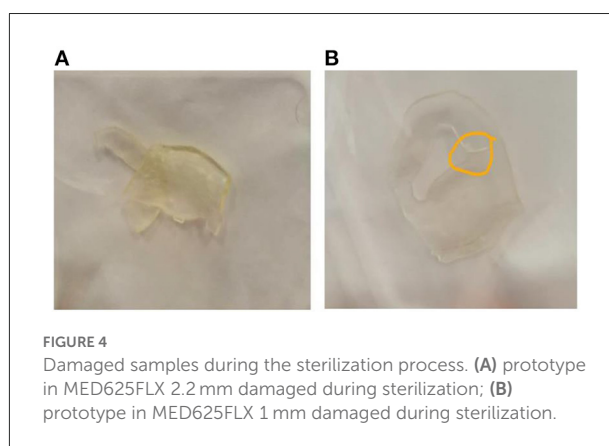 A
B
FIGURE 4
Damaged samples during the sterilization process. (A) prototype
in MED625FLX 2.2 mm damaged during sterilization; (B)
prototype in MED625FLX 1 mm damaged during sterilization.